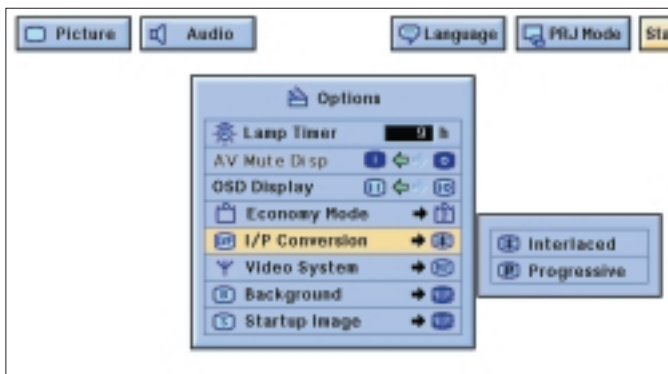 Picture
Audio
Language
PRJ Mode
Sta
Options
Lamp Timer 9 h
AV Mute Disp
OSD Display
Economy Mode
I/P Conversion
Video System
Background
Startup Image
Interlaced
Progressive